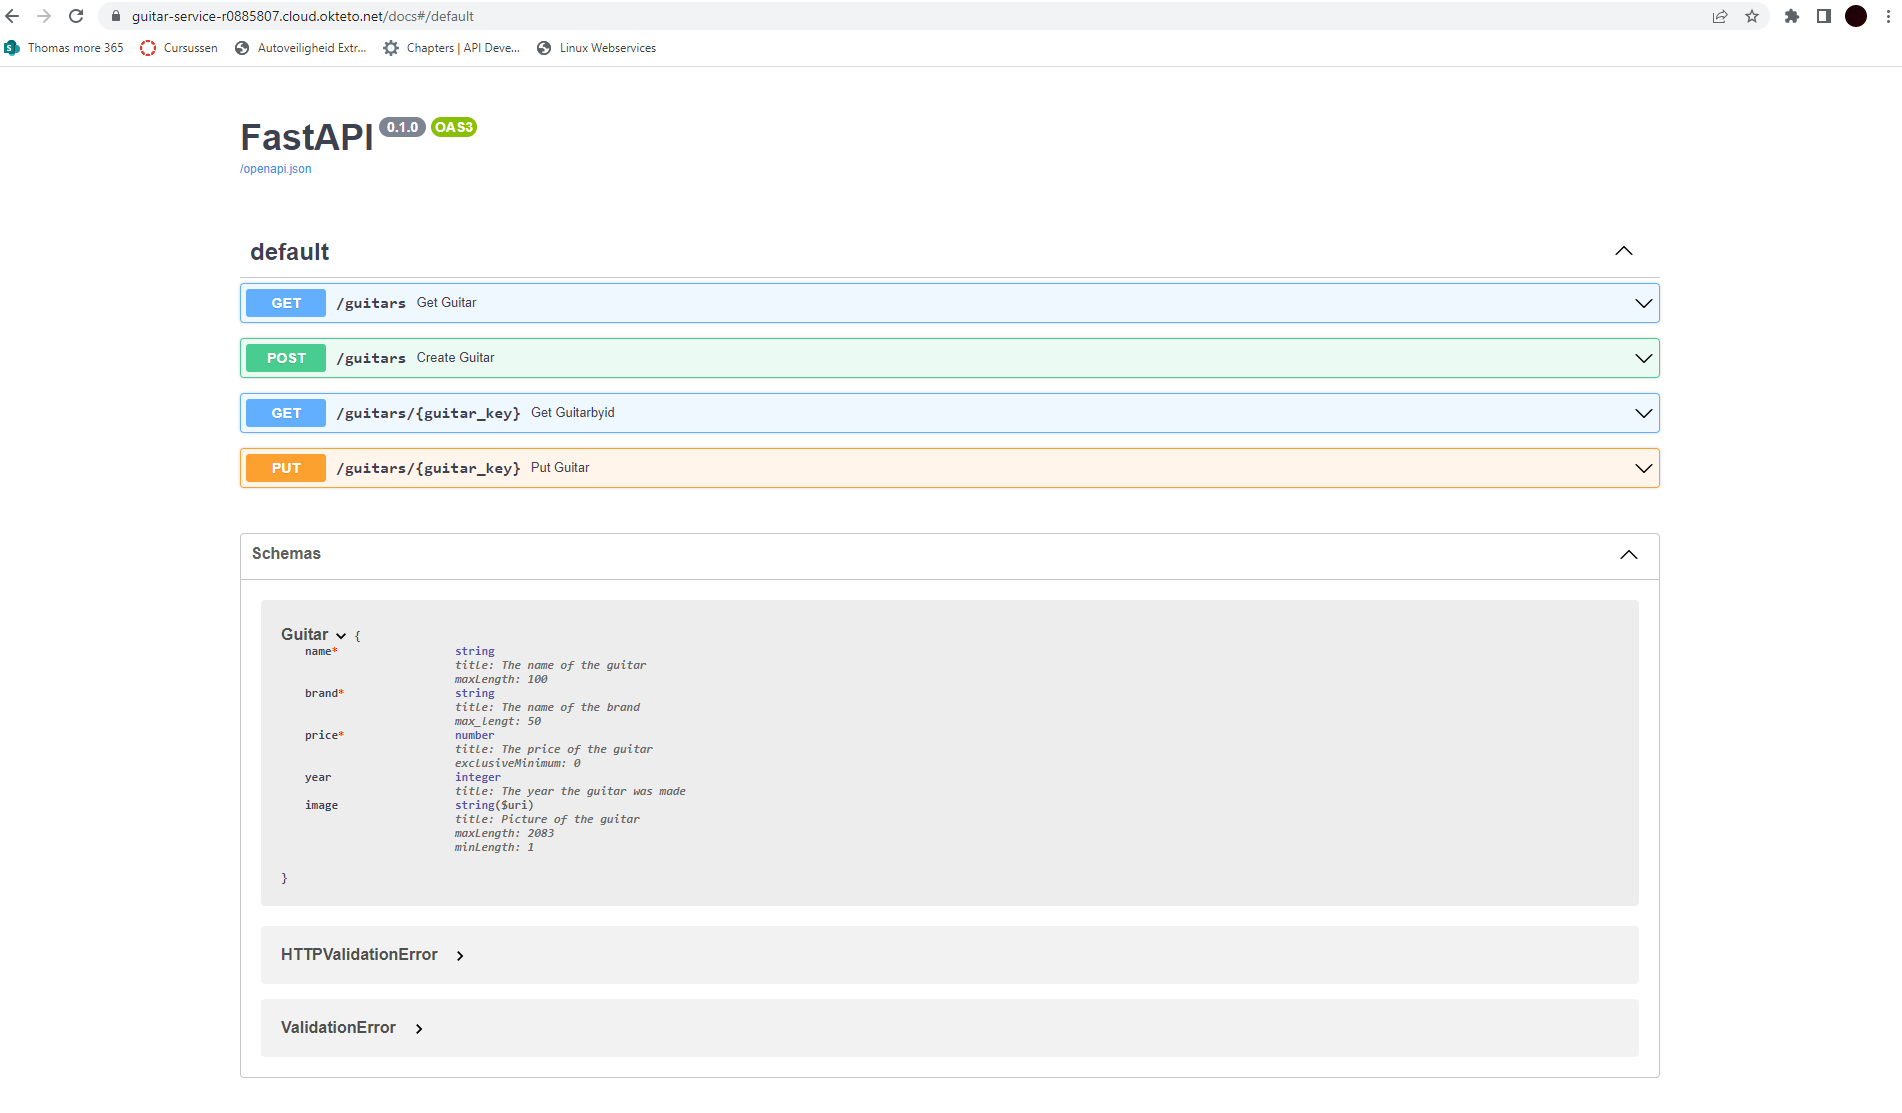 guitar-service-r0885807.cloud.okteto.net/docs#/default
Thomas more 365 Cursussen Autoveiligheid Extr... Chapters | API Deve... Linux Webservices
FastAPI 0.1.0 OAS3
/openapi.json
default
GET /guitars Get Guitar
POST /guitars Create Guitar
GET /guitars/{guitar_key} Get Guitarbyid
PUT /guitars/{guitar_key} Put Guitar
Schemas
Guitar {
name* string
title: The name of the guitar
maxLength: 100
brand* string
title: The name of the brand
max_lengt: 50
price* number
title: The price of the guitar
exclusiveMinimum: 0
year integer
title: The year the guitar was made
image string($uri)
title: Picture of the guitar
maxLength: 2083
minLength: 1
}
HTTPValidationError
ValidationError